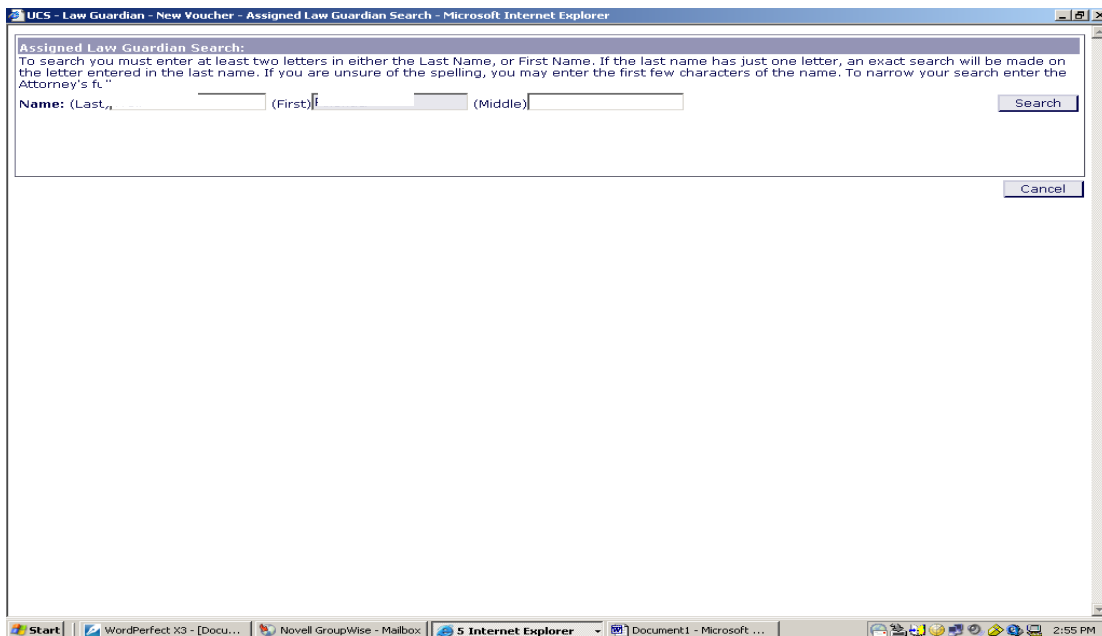 UCS - Law Guardian - New Voucher - Assigned Law Guardian Search - Microsoft Internet Explorer
Assigned Law Guardian Search:
To search you must enter at least two letters in either the Last Name, or First Name. If the last name has just one letter, an exact search will be made on
the letter entered in the last name. If you are unsure of the spelling, you may enter the first few characters of the name. To narrow your search enter the
Attorney's
Name: (Last, (First) (Middle) Search
Cancel
Start WordPerfect X3 - [Docu... Novell GroupWise - Mailbox 5 Internet Explorer Document1 - Microsoft ... 2:55 PM